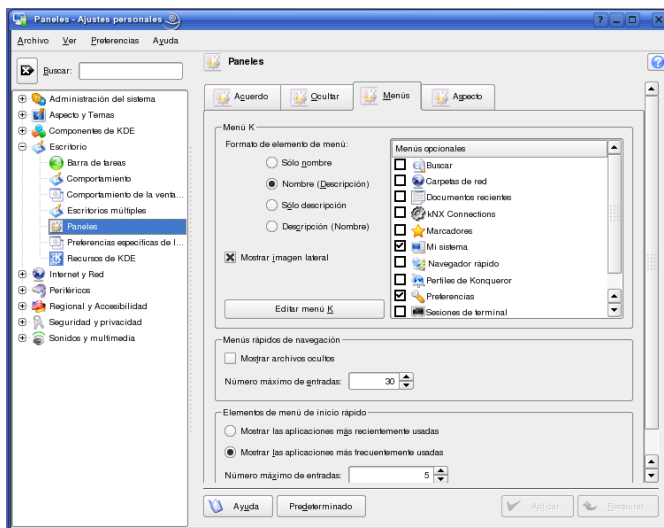 Paneles - Ajustes personales
Archivo Ver Preferencias Ayuda
Buscar:
Administración del sistema
Aspecto y Temas
Componentes de KDE
Escritorio
Barra de tareas
Comportamiento
Comportamiento de la venta...
Escritorios múltiples
Paneles
Preferencias específicas de l...
Recursos de KDE
Internet y Red
Periféricos
Regional y Accesibilidad
Seguridad y privacidad
Sonidos y multimedia
Paneles
Acuerdo Ocultar Menús Aspecto
Menú K
Formato de elemento de menú:
Sólo nombre
Nombre (Descripción)
Sólo descripción
Descripción (Nombre)
Mostrar imagen lateral
Editar menú K
Menús opcionales
Buscar
Carpetas de red
Documentos recientes
kNX Connections
Marcadores
Mi sistema
Navegador rápido
Perfiles de Konqueror
Preferencias
Sesiones de terminal
Menús rápidos de navegación
Mostrar archivos ocultos
Número máximo de entradas: 30
Elementos de menú de inicio rápido
Mostrar las aplicaciones más recientemente usadas
Mostrar las aplicaciones más frecuentemente usadas
Número máximo de entradas: 5
Ayuda Predeterminado Aplicar Restaurar